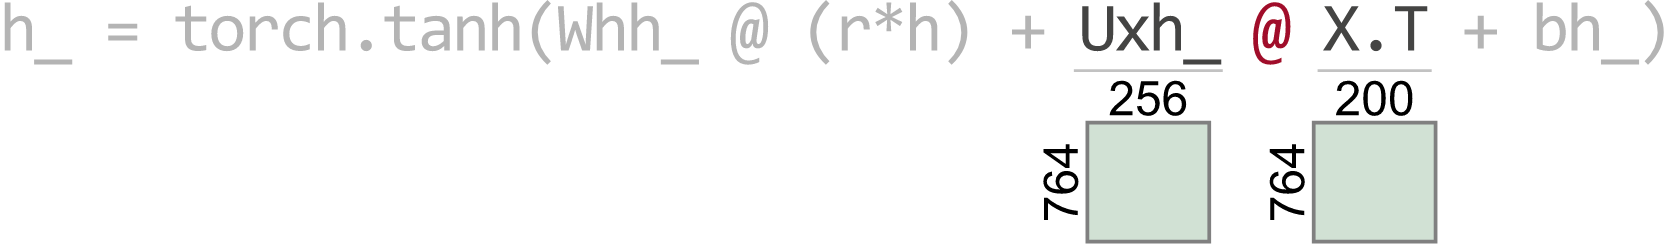 h_ = torch.tanh(Whh_ @ (r*h) + Uxh_ @ X.T + bh_)
256 200
764 764